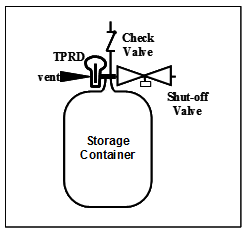 Check
Valve
TPRD
vent
Shut-off
Valve
Storage
Container